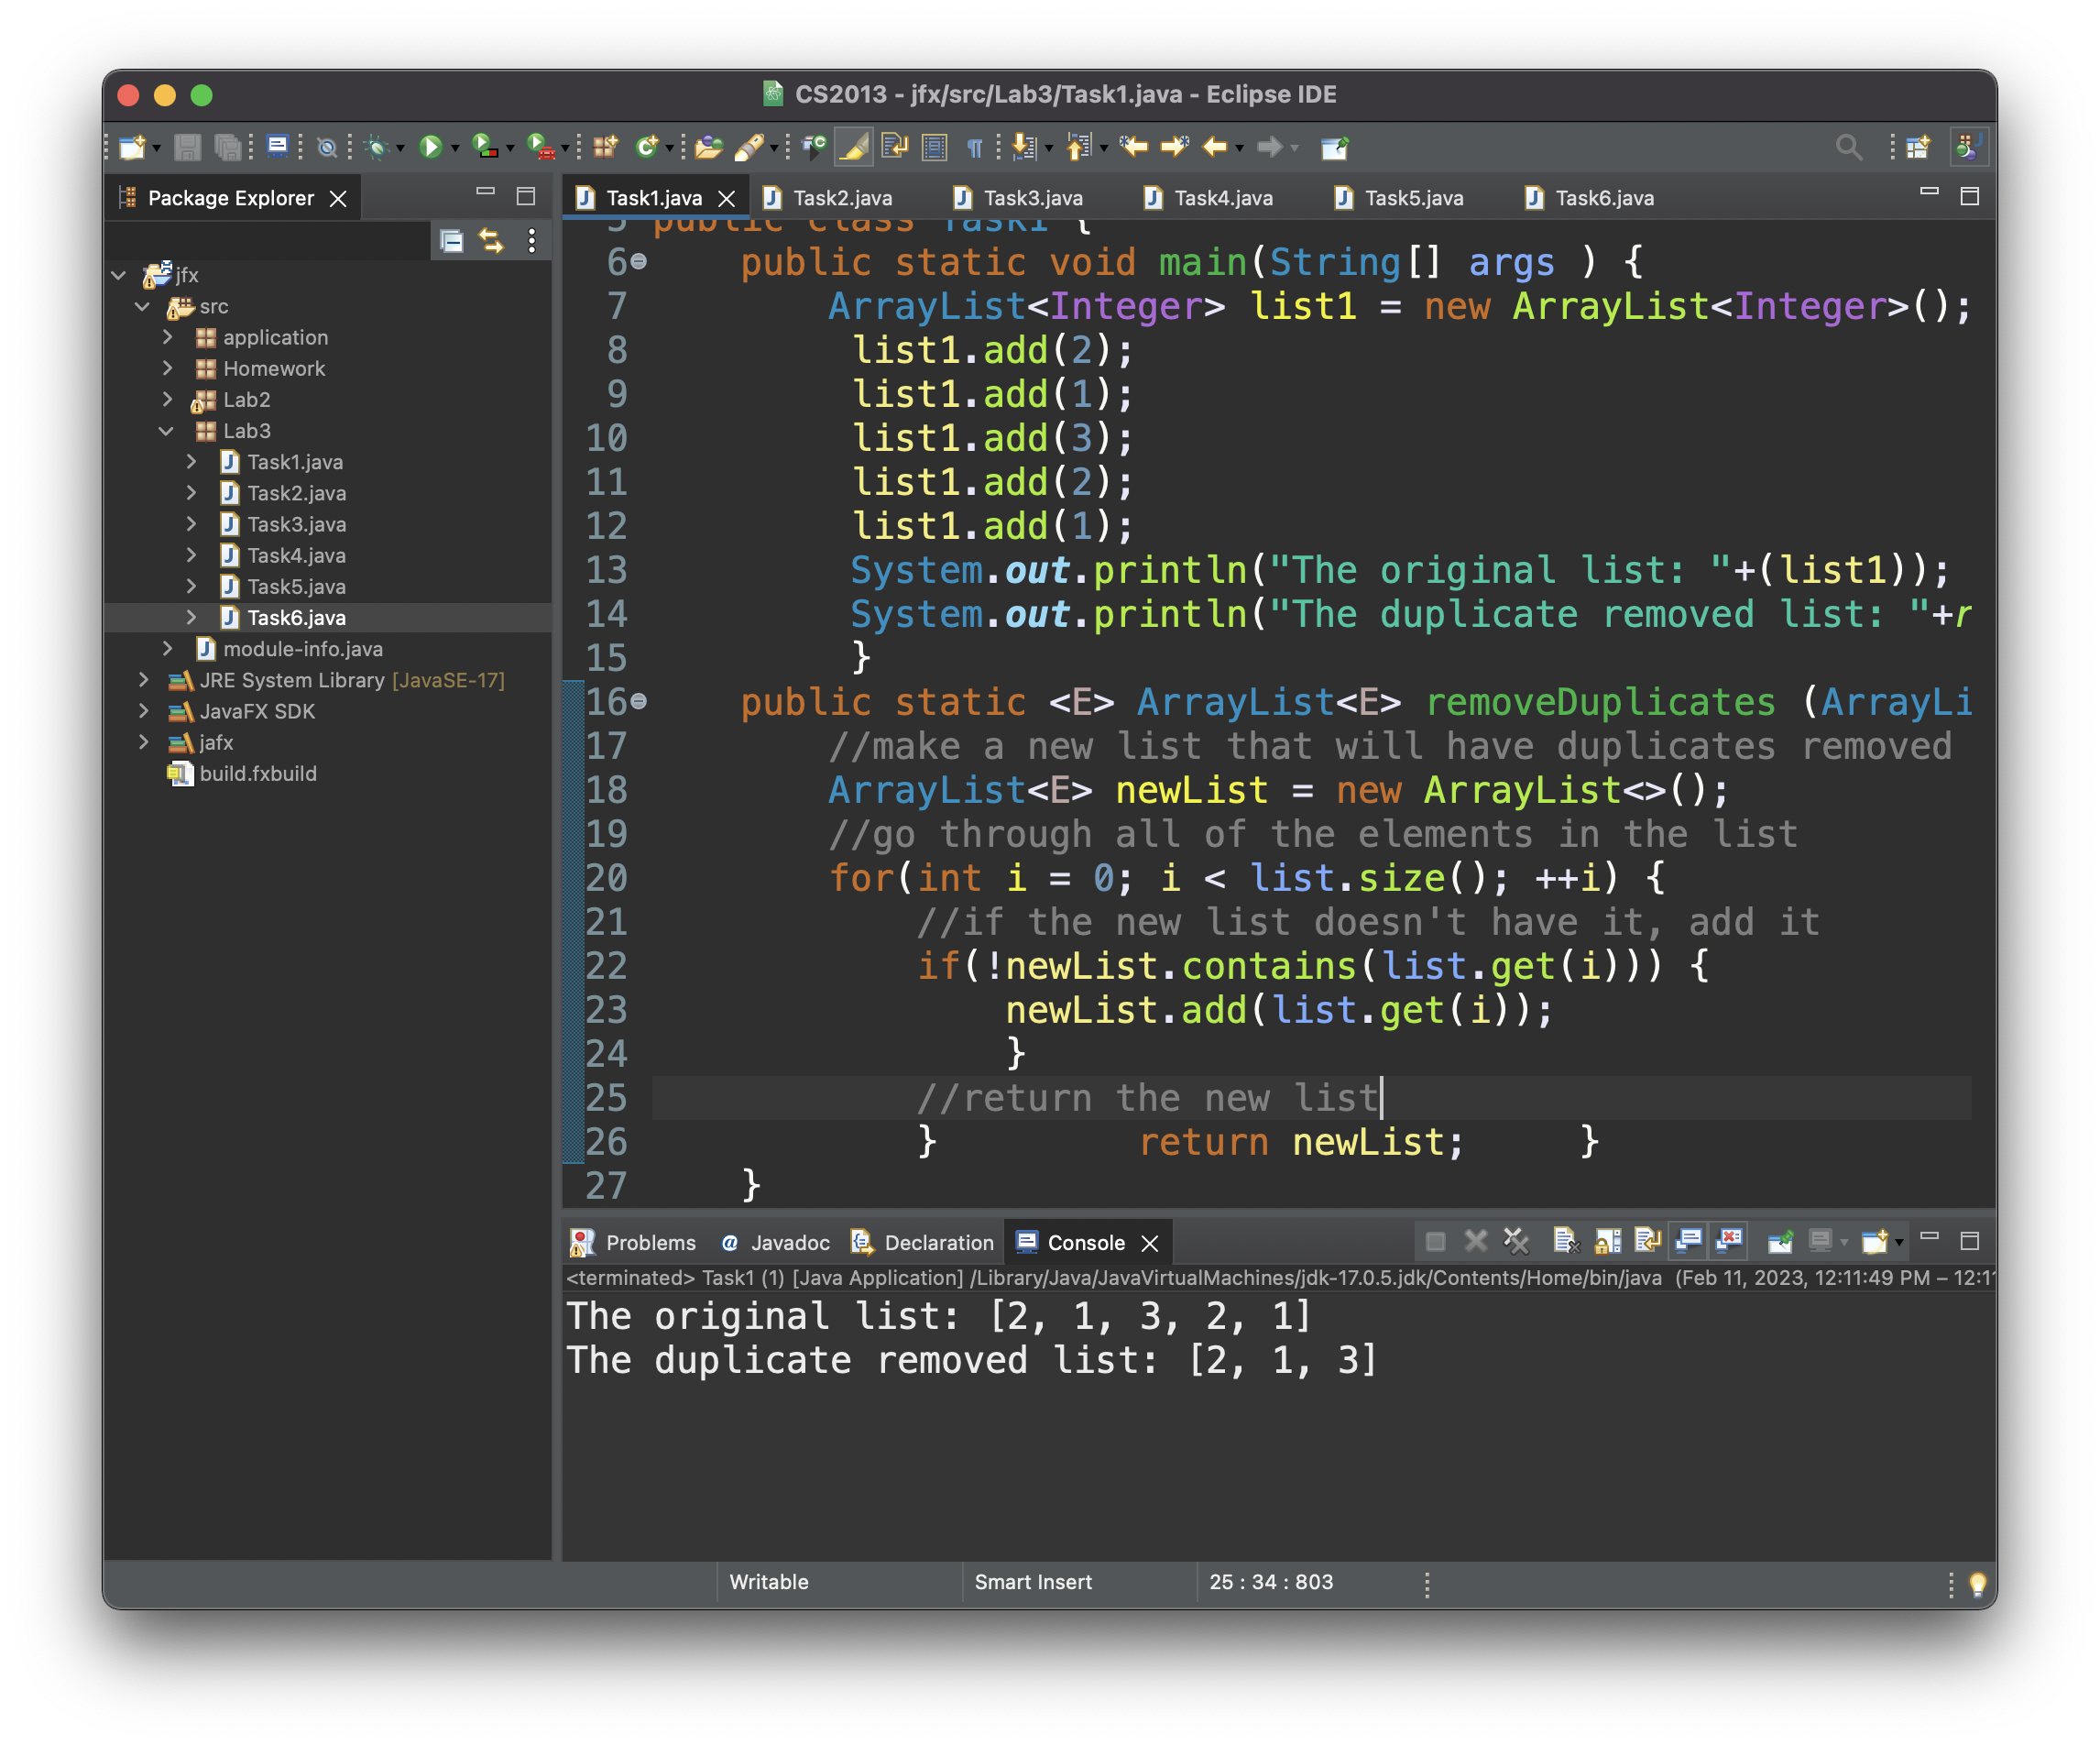 CS2013 - jfx/src/Lab3/Task1.java - Eclipse IDE
Package Explorer
jfx
src
application
Homework
Lab2
Lab3
Task1.java
Task2.java
Task3.java
Task4.java
Task5.java
Task6.java
module-info.java
JRE System Library [JavaSE-17]
JavaFX SDK
jafx
build.fxbuild
Task1.java Task2.java Task3.java Task4.java Task5.java Task6.java
5 public class Task1 {
6 public static void main(String[] args ) {
7 ArrayList<Integer> list1 = new ArrayList<Integer>();
8 list1.add(2);
9 list1.add(1);
10 list1.add(3);
11 list1.add(2);
12 list1.add(1);
13 System.out.println("The original list: "+(list1));
14 System.out.println("The duplicate removed list: "+r
15 }
16 public static <E> ArrayList<E> removeDuplicates (ArrayLi
17 //make a new list that will have duplicates removed
18 ArrayList<E> newList = new ArrayList<>();
19 //go through all of the elements in the list
20 for(int i = 0; i < list.size(); ++i) {
21 //if the new list doesn't have it, add it
22 if(!newList.contains(list.get(i))) {
23 newList.add(list.get(i));
24 }
25 //return the new list
26 } return newList; }
27 }
Problems @ Javadoc Declaration Console
<terminated> Task1 (1) [Java Application] /Library/Java/JavaVirtualMachines/jdk-17.0.5.jdk/Contents/Home/bin/java (Feb 11, 2023, 12:11:49 PM – 12:11
The original list: [2, 1, 3, 2, 1]
The duplicate removed list: [2, 1, 3]
Writable Smart Insert 25 : 34 : 803